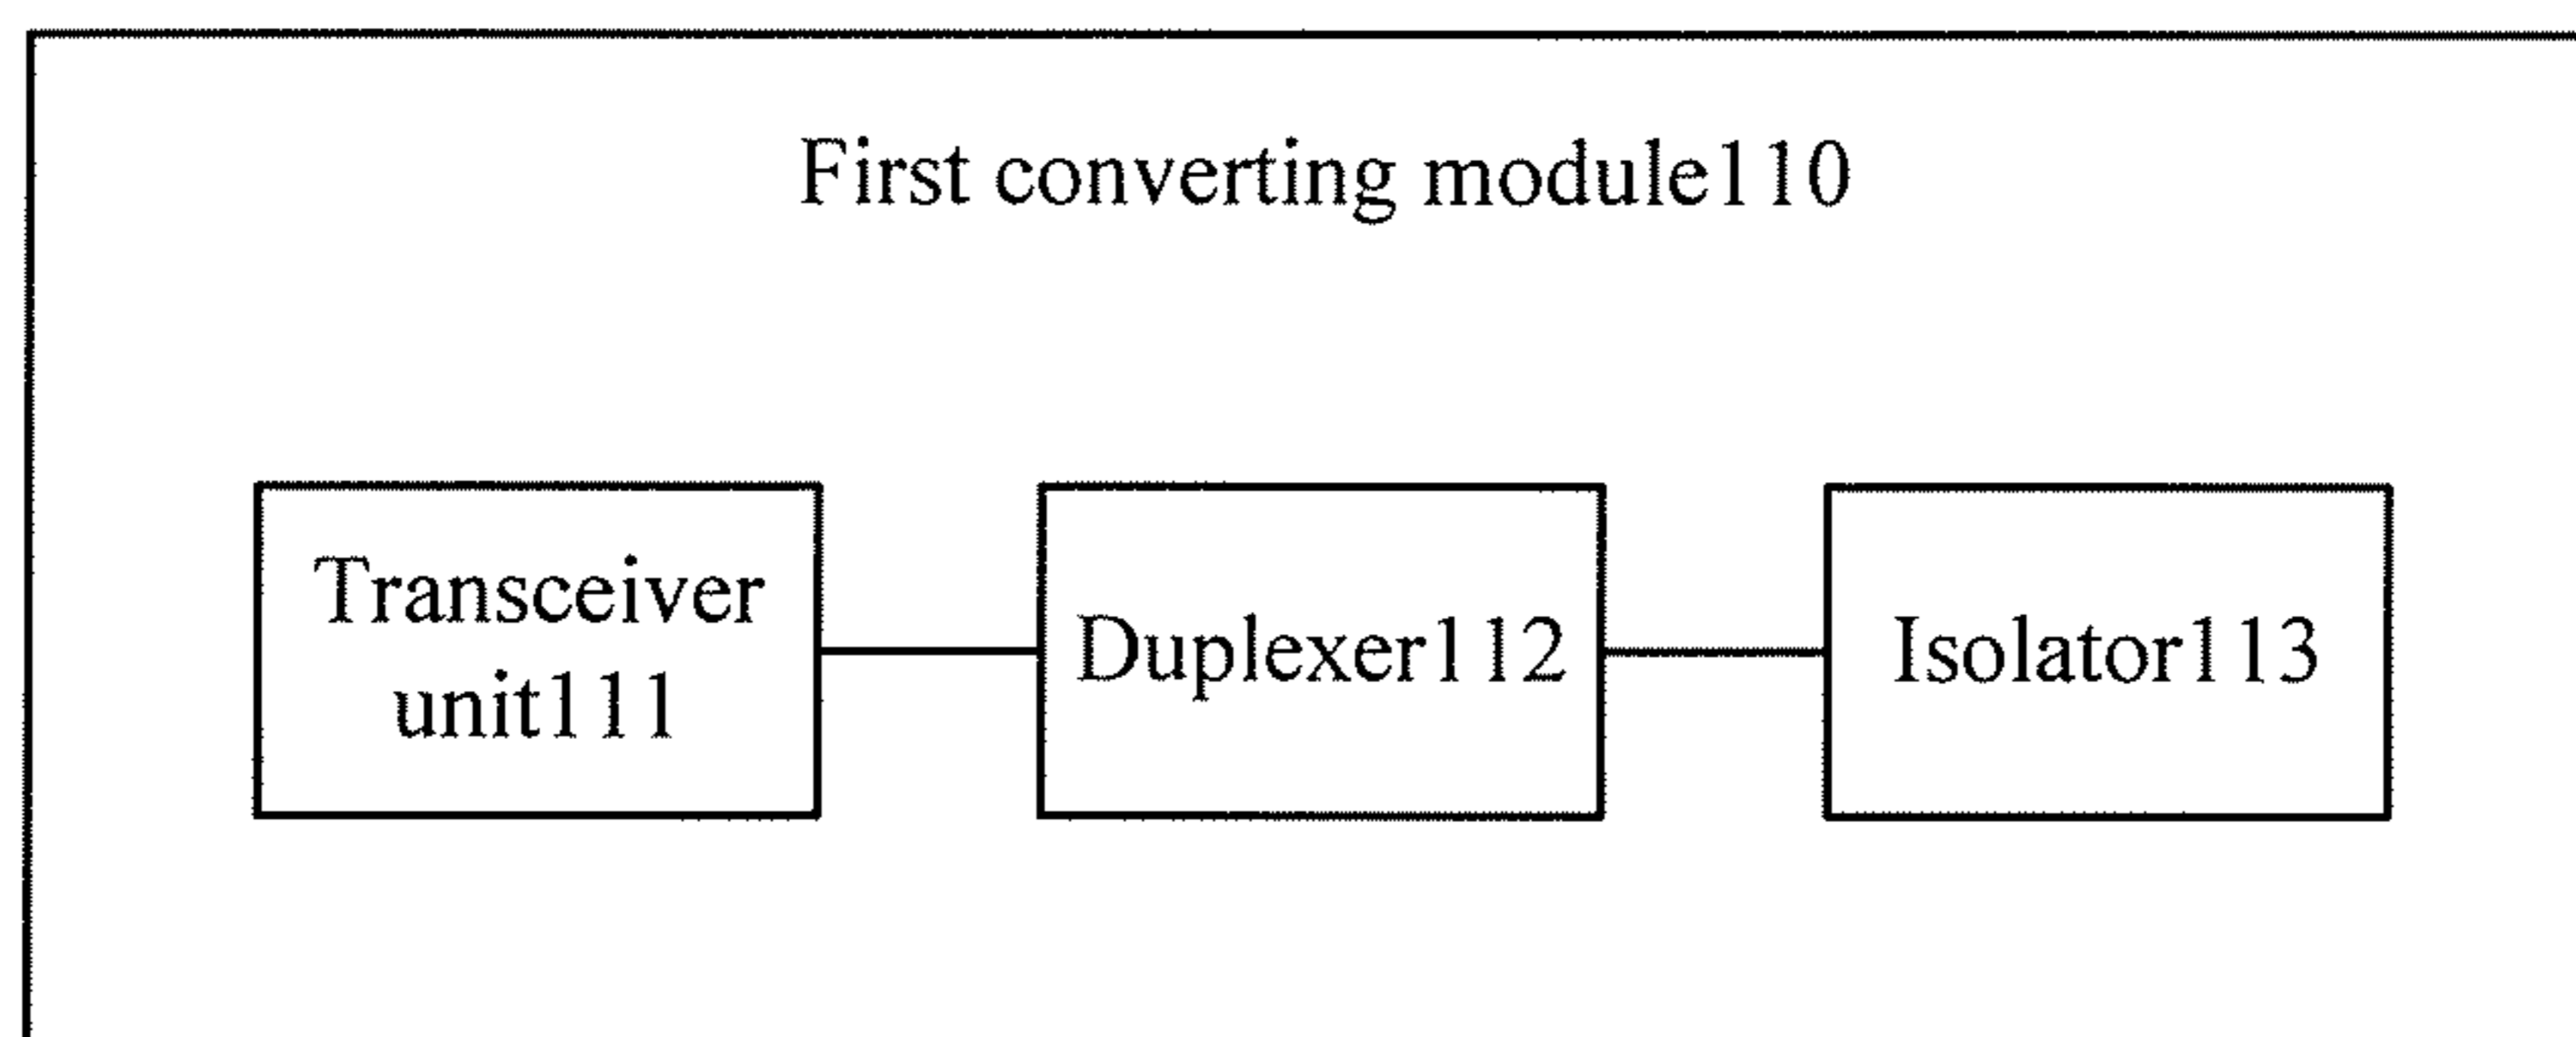 First converting module110
Transceiver
unit111
Duplexer112
Isolator113